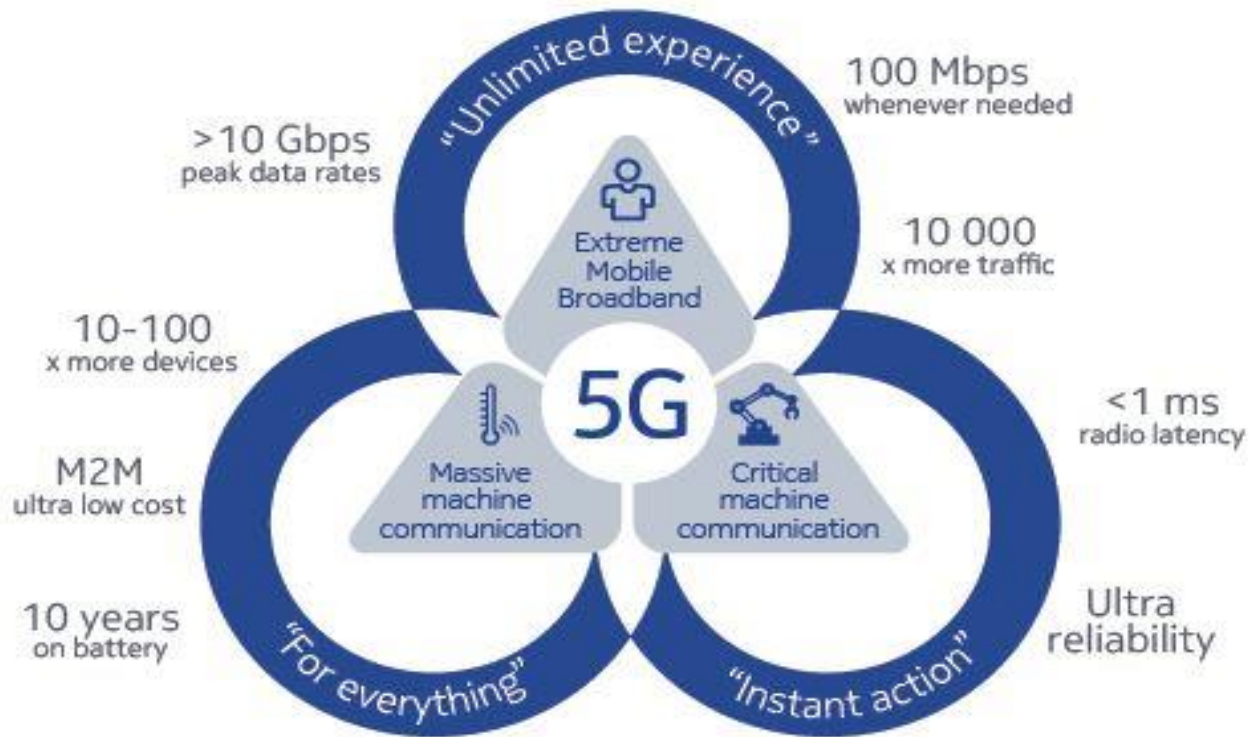 "Unlimited experience"
100 Mbps
whenever needed
>10 Gbps
peak data rates
10 000
x more traffic
Extreme
Mobile
Broadband
10-100
x more devices
5G
<1 ms
radio latency
M2M
ultra low cost
Massive
machine
communication
Critical
machine
communication
10 years
on battery
Ultra
reliability
"For everything"
"Instant action"